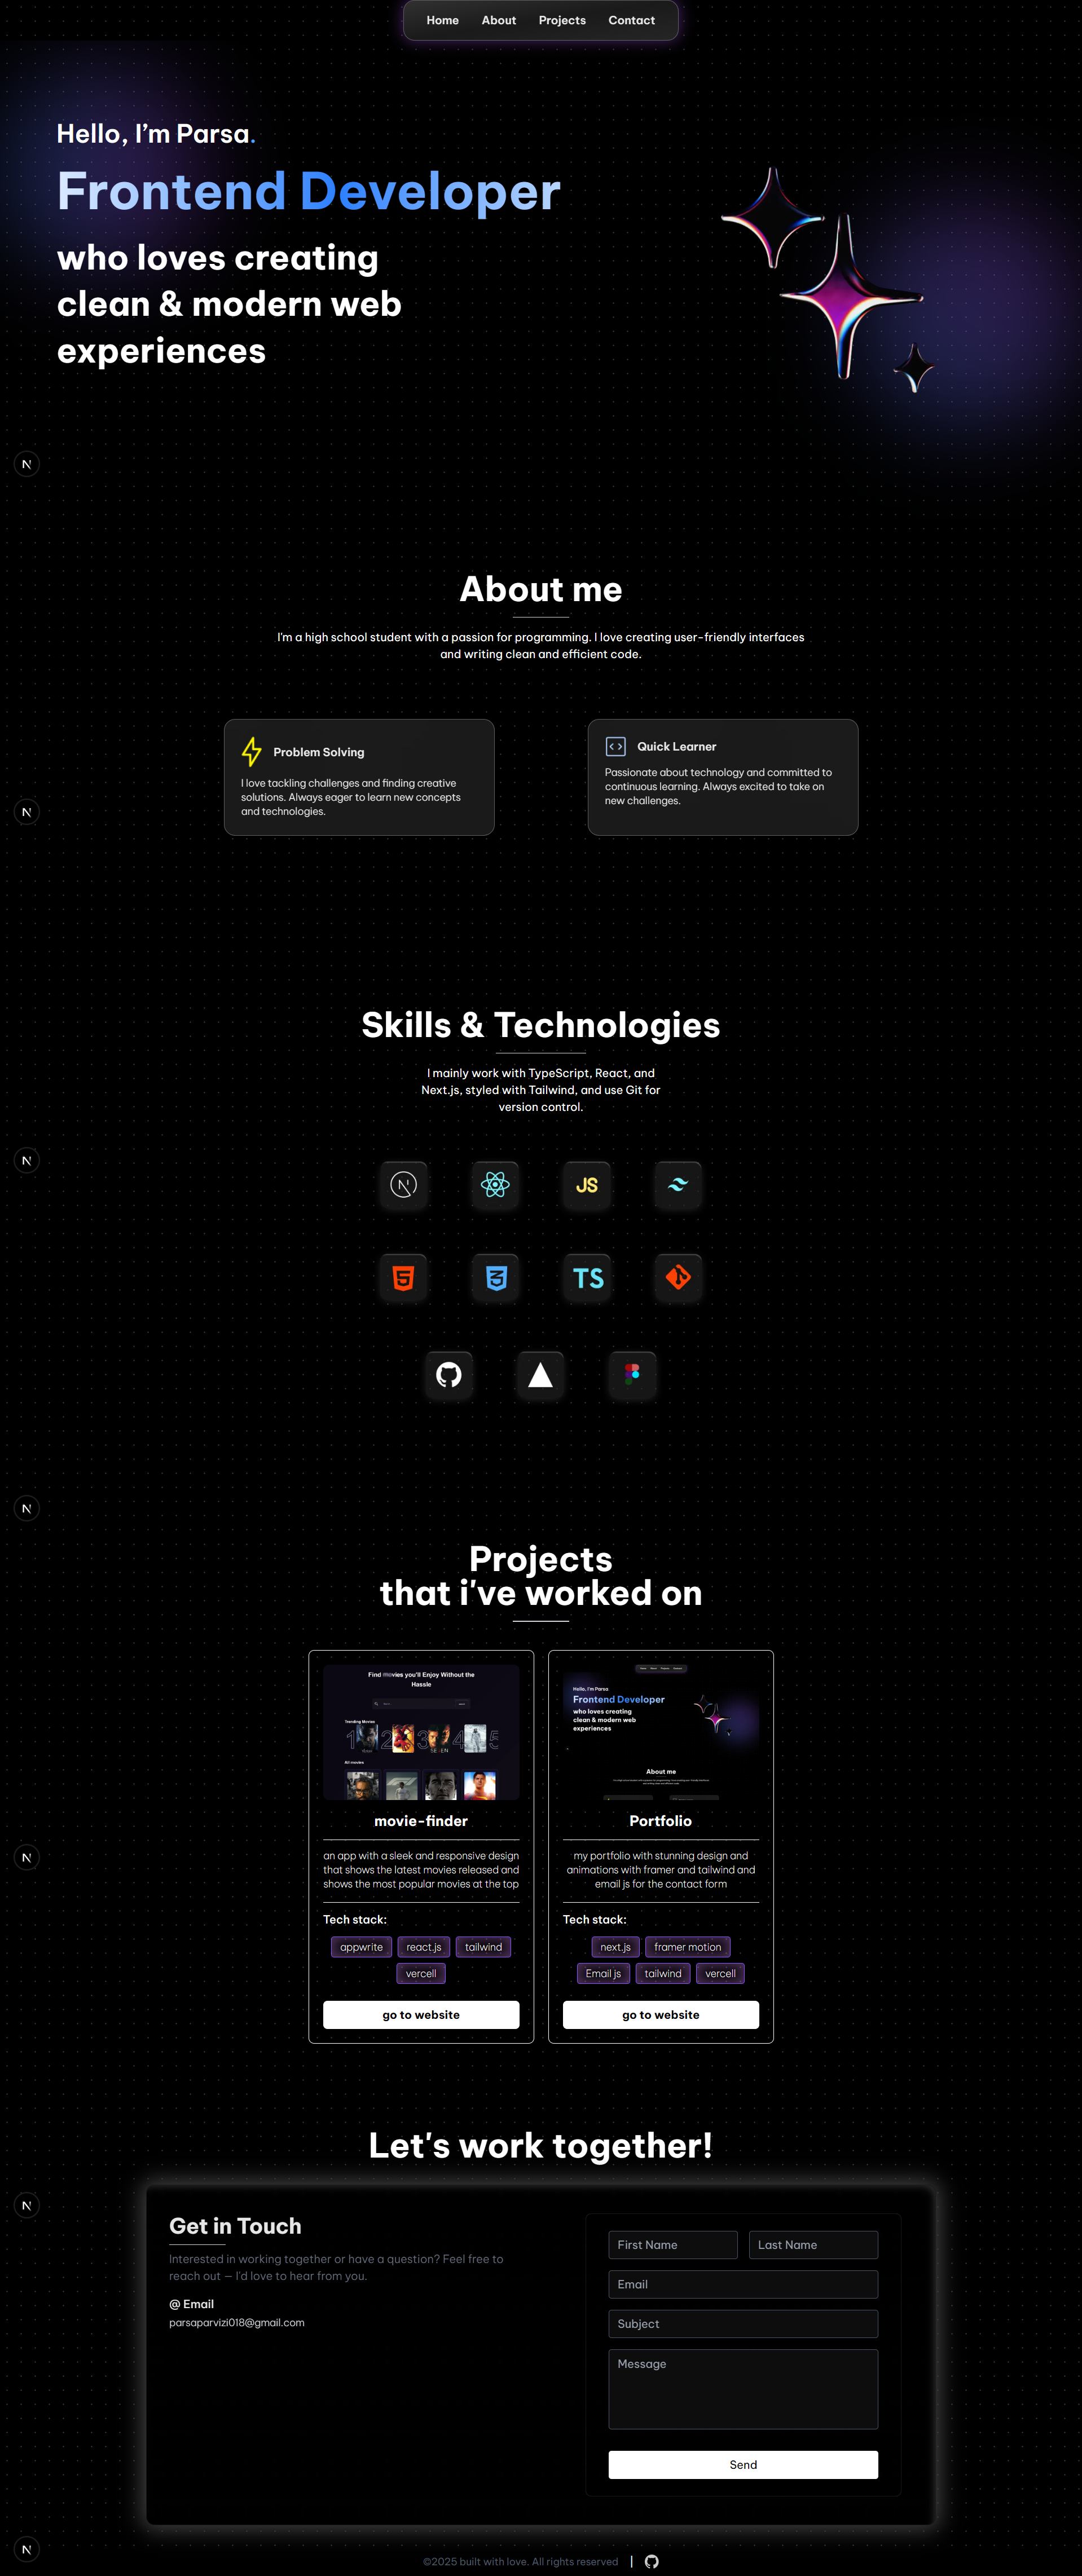 Home About Projects Contact
Hello, I'm Parsa.
Frontend Developer
who loves creating
clean & modern web
experiences
N
About me
I'm a high school student with a passion for programming. I love creating user-friendly interfaces
and writing clean and efficient code.
Problem Solving
I love tackling challenges and finding creative
solutions. Always eager to learn new concepts
and technologies.
Quick Learner
Passionate about technology and committed to
continuous learning. Always excited to take on
new challenges.
N
Skills & Technologies
I mainly work with TypeScript, React, and
Next.js, styled with Tailwind, and use Git for
version control.
N
N JS
5 3 TS
N
Projects
that i've worked on
Find movies you'll Enjoy Without the
Hassle
Trending Movies
1 2 3 4 5
All movies
movie-finder
an app with a sleek and responsive design
that shows the latest movies released and
shows the most popular movies at the top
Tech stack:
appwrite react.js tailwind
vercell
go to website
Hello, I'm Parsa
Frontend Developer
who loves creating
clean & modern web
experiences
About me
Portfolio
my portfolio with stunning design and
animations with framer and tailwind and
email js for the contact form
Tech stack:
next.js framer motion
Email js tailwind vercell
go to website
N
Let's work together!
N
Get in Touch
Interested in working together or have a question? Feel free to
reach out — I'd love to hear from you.
@ Email
parsaparvizi018@gmail.com
First Name Last Name
Email
Subject
Message
Send
N
©2025 built with love. All rights reserved |